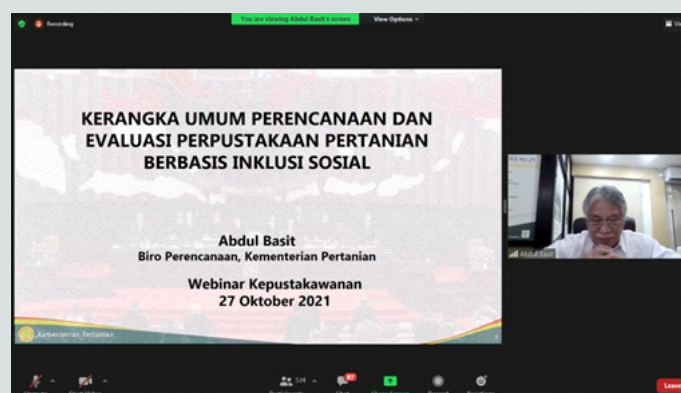 Recording
You are viewing Abdul Basit's screen
View Options
KERANGKA UMUM PERENCANAAN DAN
EVALUASI PERPUSTAKAAN PERTANIAN
BERBASIS INKLUSI SOSIAL
Abdul Basit
Biro Perencanaan, Kementerian Pertanian
Webinar Kepustakawanan
27 Oktober 2021
Kementerian Pertanian
Abdul Basit
534
87
Leave